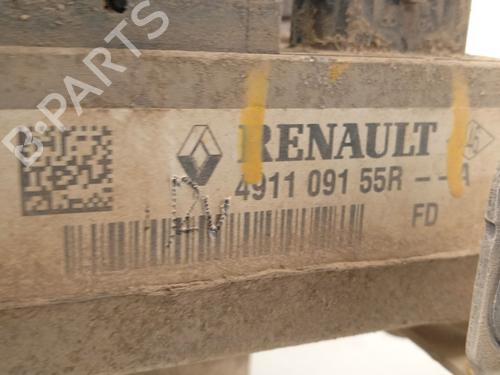 B-PARTS
RENAULT
4911 091 55R - - A
FD